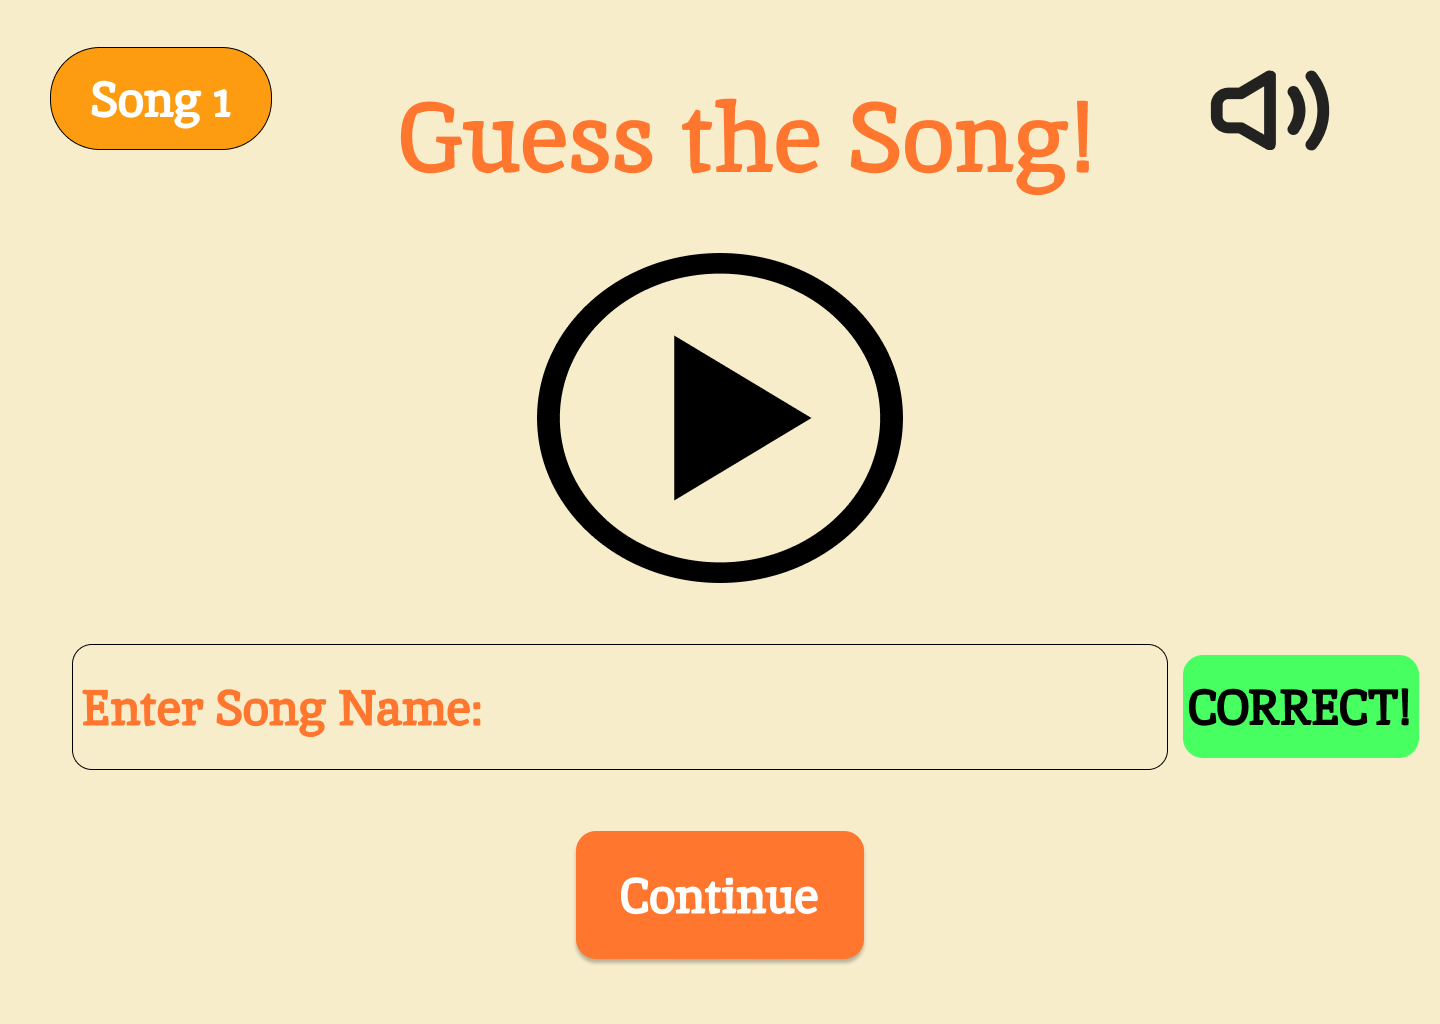 Song 1
Guess the Song!
Enter Song Name:
CORRECT!
Continue